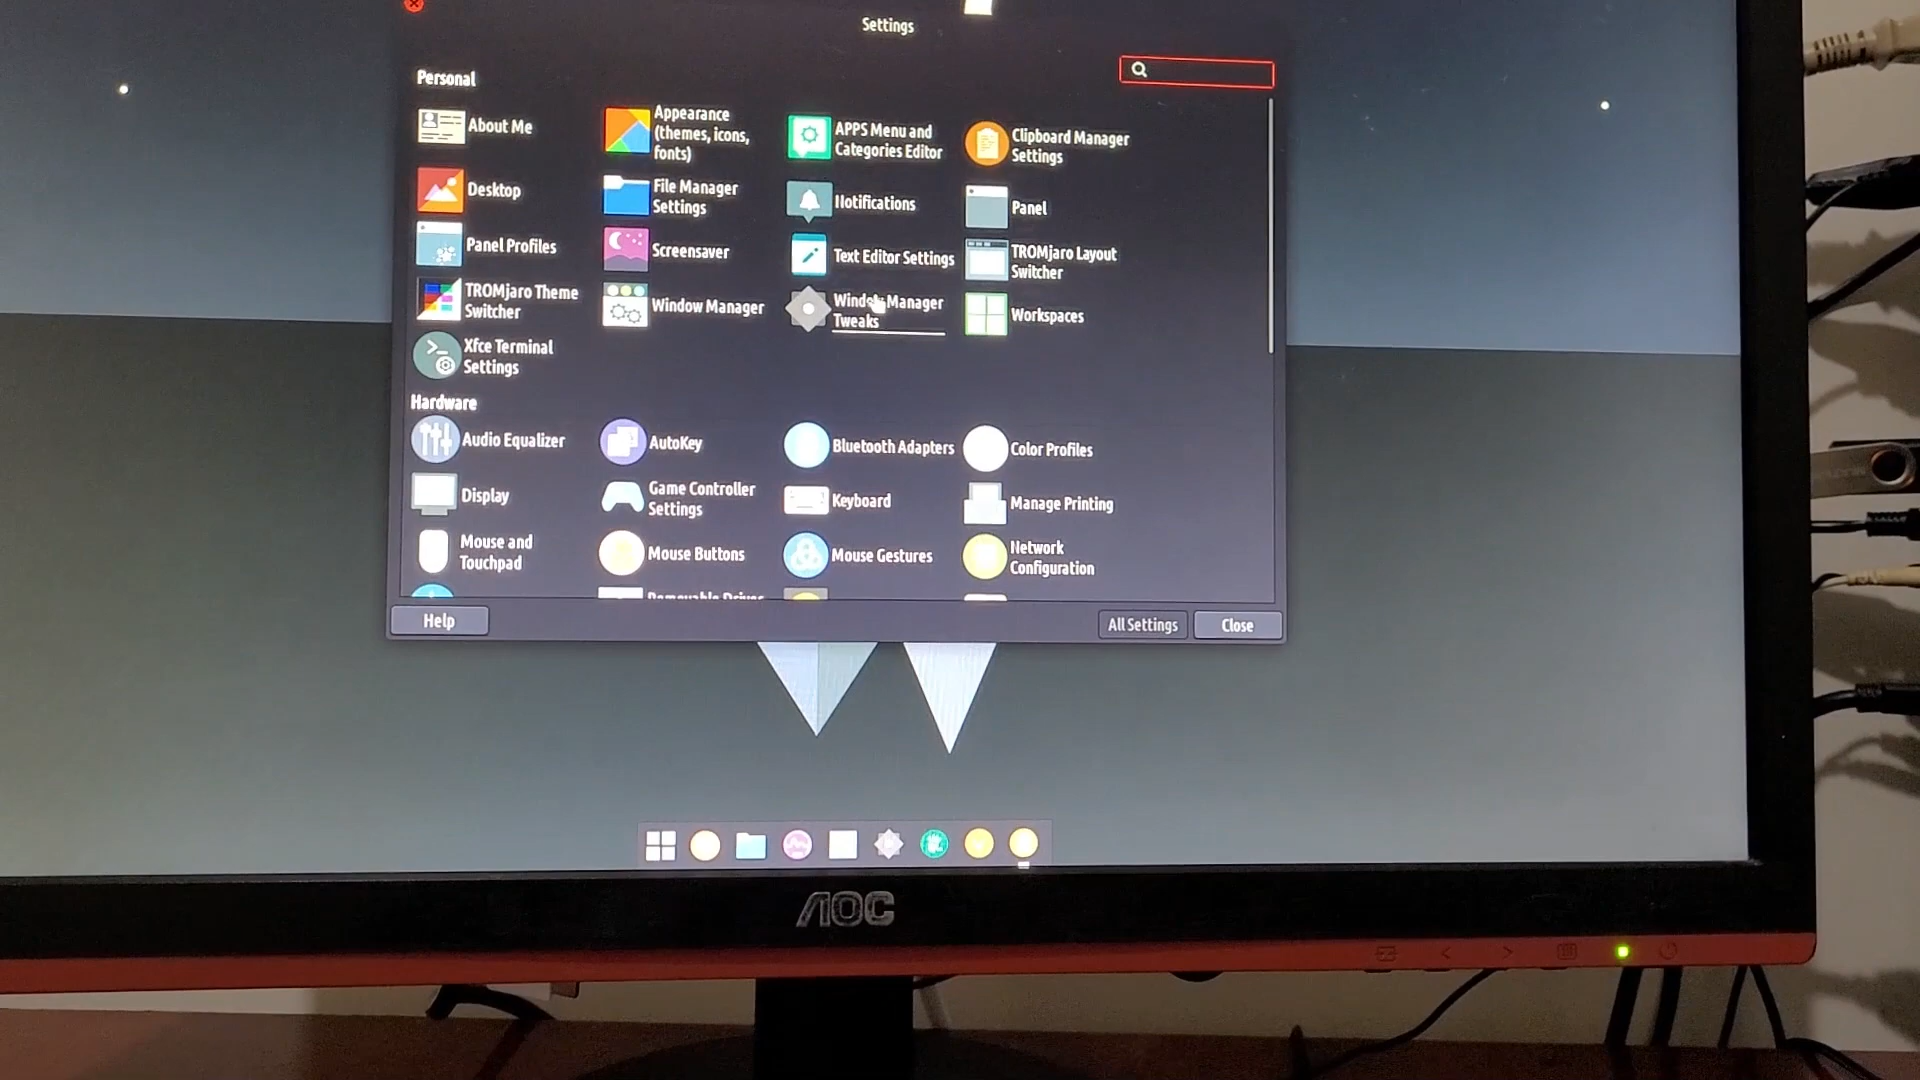 Settings
Personal
About Me
Appearance
(themes, icons,
fonts)
APPS Menu and
Categories Editor
Clipboard Manager
Settings
Desktop
File Manager
Settings
Notifications
Panel
Panel Profiles
Screensaver
Text Editor Settings
TROMjaro Layout
Switcher
TROMjaro Theme
Switcher
Window Manager
Window Manager
Tweaks
Workspaces
Xfce Terminal
Settings
Hardware
Audio Equalizer
AutoKey
Bluetooth Adapters
Color Profiles
Display
Game Controller
Settings
Keyboard
Manage Printing
Mouse and
Touchpad
Mouse Buttons
Mouse Gestures
Network
Configuration
Removable Drives
Help
All Settings
Close
AOC